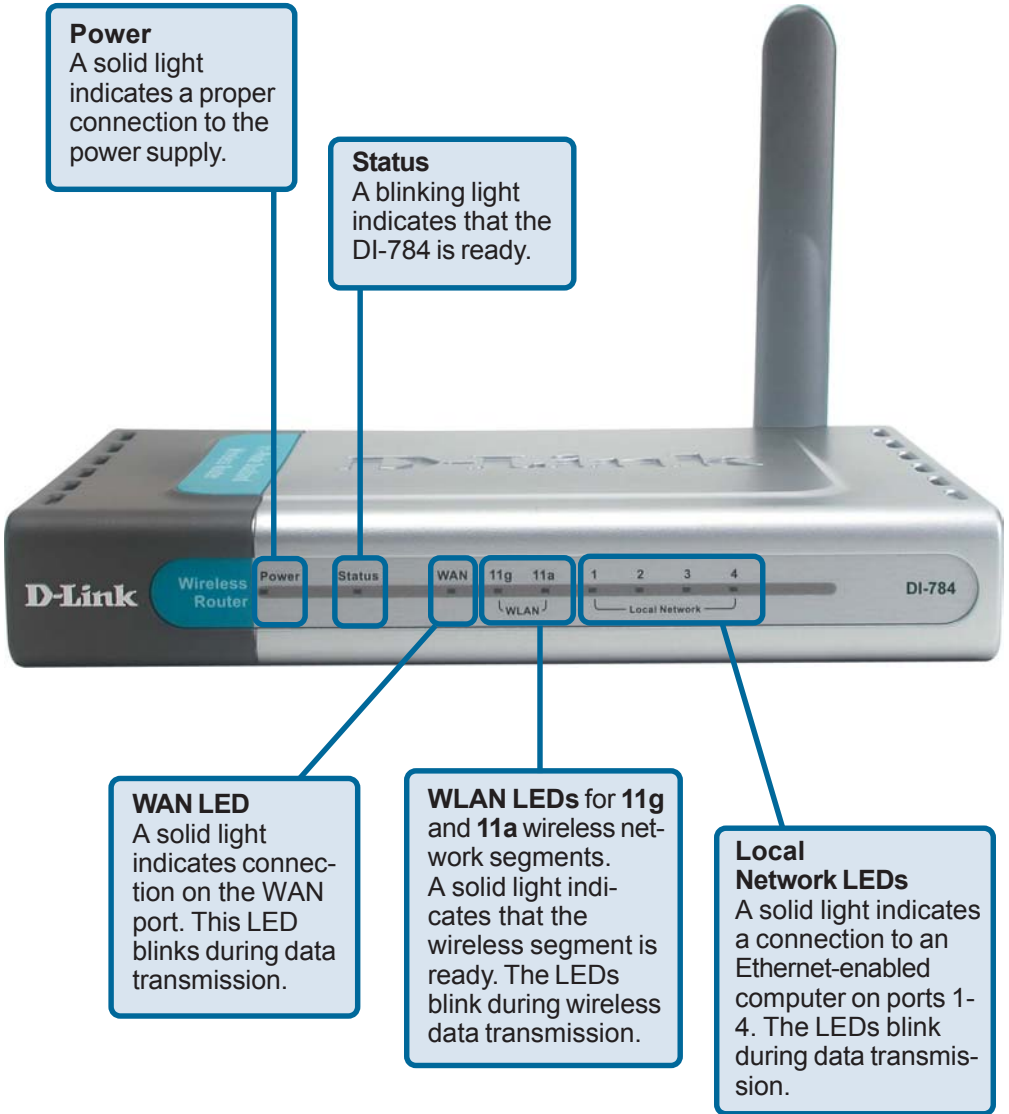 Power
A solid light
indicates a proper
connection to the
power supply.
Status
A blinking light
indicates that the
DI-784 is ready.
D-Link
D-Link
Wireless
Router
Power
Status
WAN
11g
11a
WLAN
1
2
3
4
Local Network
DI-784
WAN LED
A solid light
indicates connec-
tion on the WAN
port. This LED
blinks during data
transmission.
WLAN LEDs for 11g
and 11a wireless net-
work segments.
A solid light indi-
cates that the
wireless segment is
ready. The LEDs
blink during wireless
data transmission.
Local
Network LEDs
A solid light indicates
a connection to an
Ethernet-enabled
computer on ports 1-
4. The LEDs blink
during data transmis-
sion.